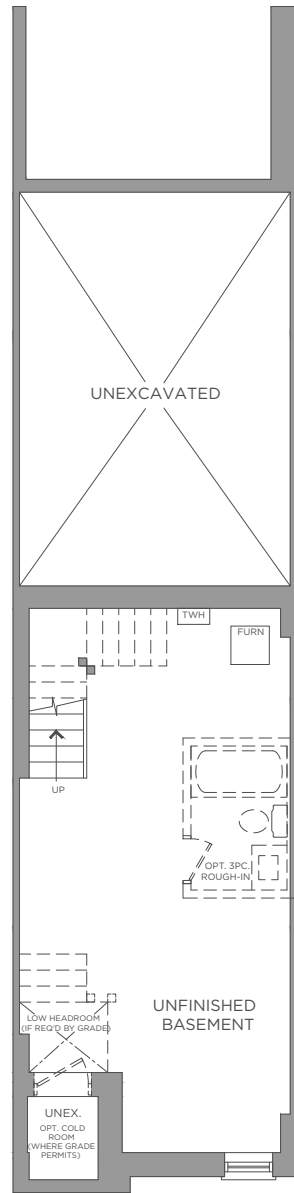 UNEXCAVATED
TWH
FURN
UP
OPT. 3PC.
ROUGH-IN
LOW HEADROOM
(IF REQ'D BY GRADE)
UNFINISHED
BASEMENT
UNEX.
OPT. COLD
ROOM
(WHERE GRADE
PERMITS)